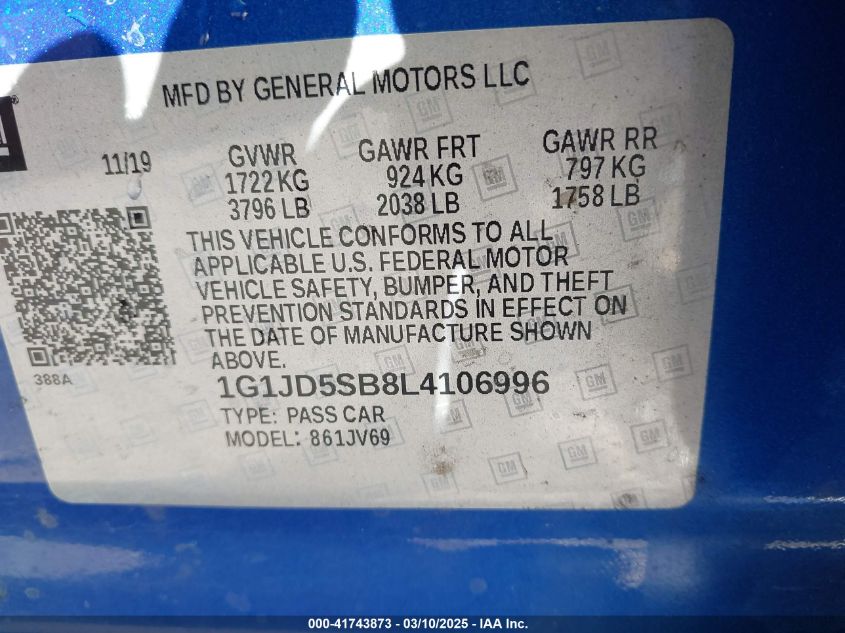 MFD BY GENERAL MOTORS LLC
11/19 GVWR GAWR FRT GAWR RR
1722 KG 924 KG 797 KG
3796 LB 2038 LB 1758 LB
THIS VEHICLE CONFORMS TO ALL
APPLICABLE U.S. FEDERAL MOTOR
VEHICLE SAFETY, BUMPER, AND THEFT
PREVENTION STANDARDS IN EFFECT ON
THE DATE OF MANUFACTURE SHOWN
ABOVE.
388A
1G1JD5SB8L4106996
TYPE: PASS CAR
MODEL: 861JV69
000-41743873 — 03/10/2025 — IAA Inc.